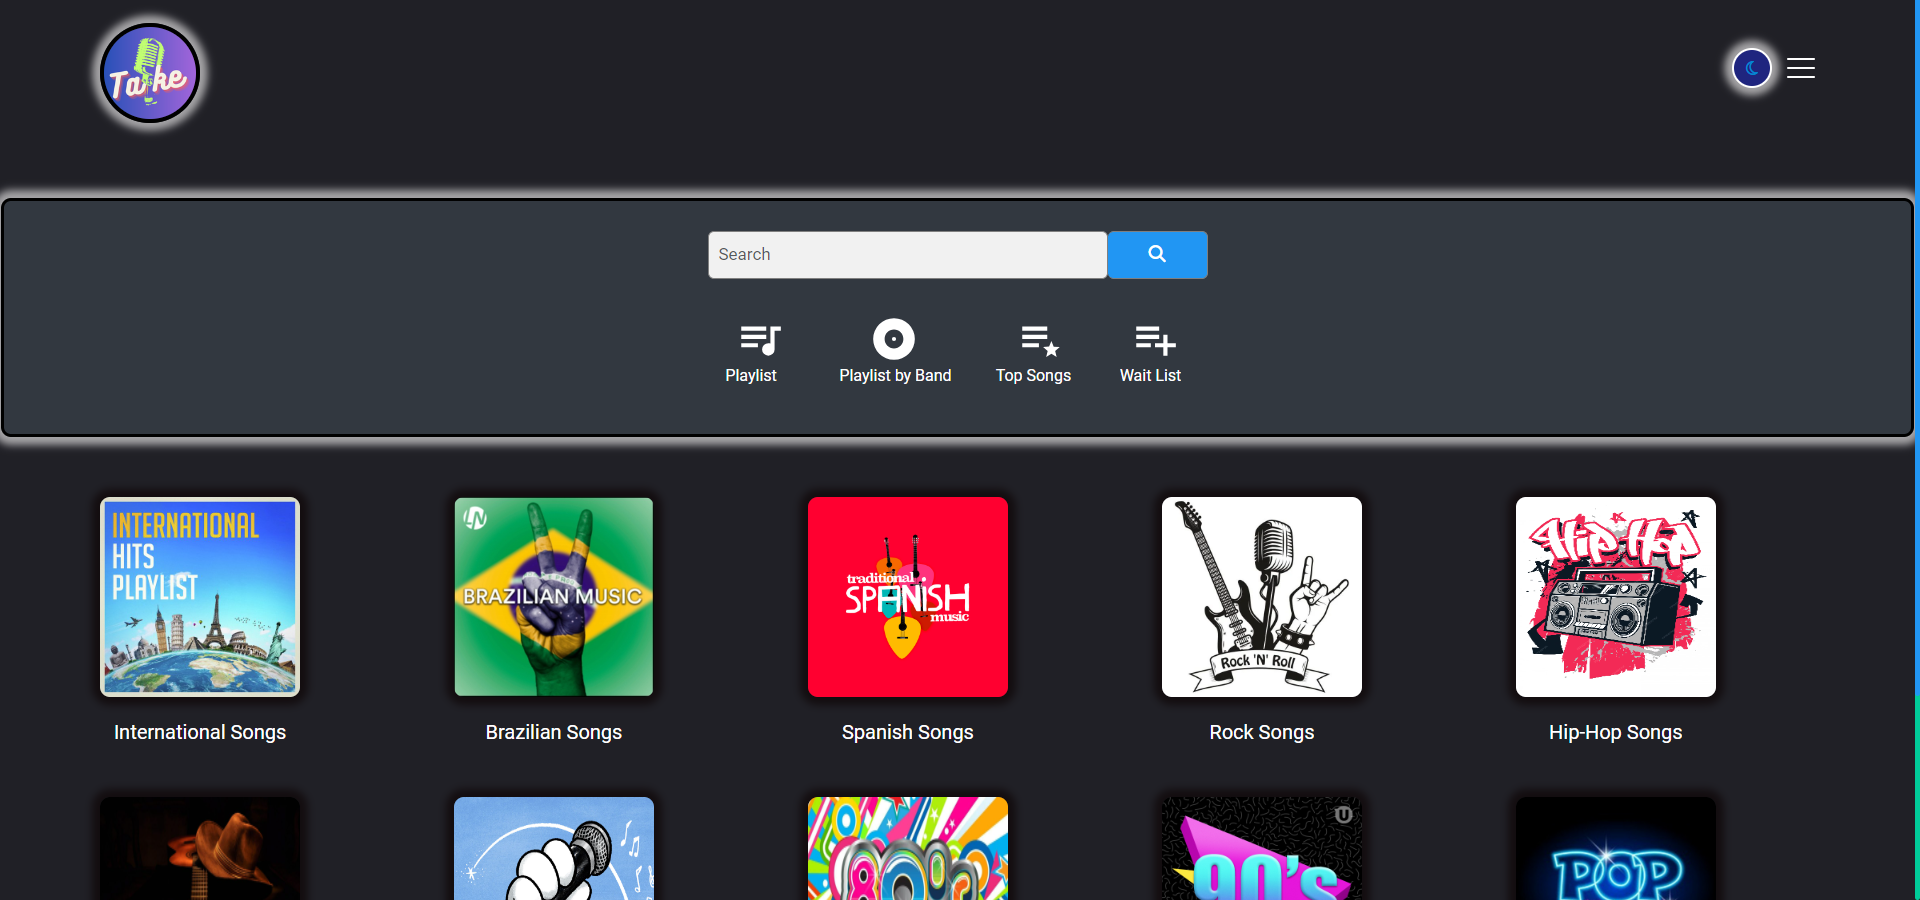 Take
Search
Playlist
Playlist by Band
Top Songs
Wait List
INTERNATIONAL
HITS
PLAYLIST
BRAZILIAN MUSIC
traditional
SPANISH
music
Rock 'N' Roll
Hip-Hop
International Songs
Brazilian Songs
Spanish Songs
Rock Songs
Hip-Hop Songs
80's
90's
POP